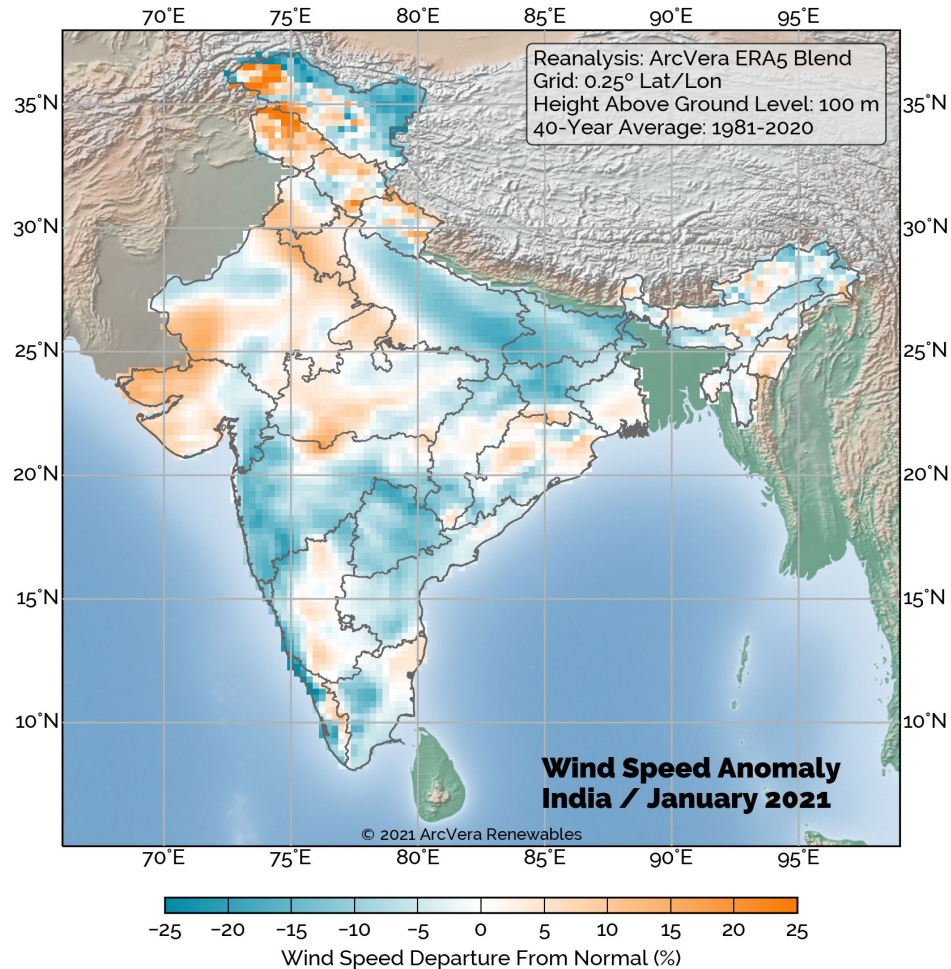 70°E 75°E 80°E 85°E 90°E 95°E
Reanalysis: ArcVera ERA5 Blend
Grid: 0.25º Lat/Lon
Height Above Ground Level: 100 m
40-Year Average: 1981-2020
35°N 35°N
30°N 30°N
25°N 25°N
20°N 20°N
15°N 15°N
10°N 10°N
Wind Speed Anomaly
India / January 2021
© 2021 ArcVera Renewables
70°E 75°E 80°E 85°E 90°E 95°E
−25 −20 −15 −10 −5 0 5 10 15 20 25
Wind Speed Departure From Normal (%)